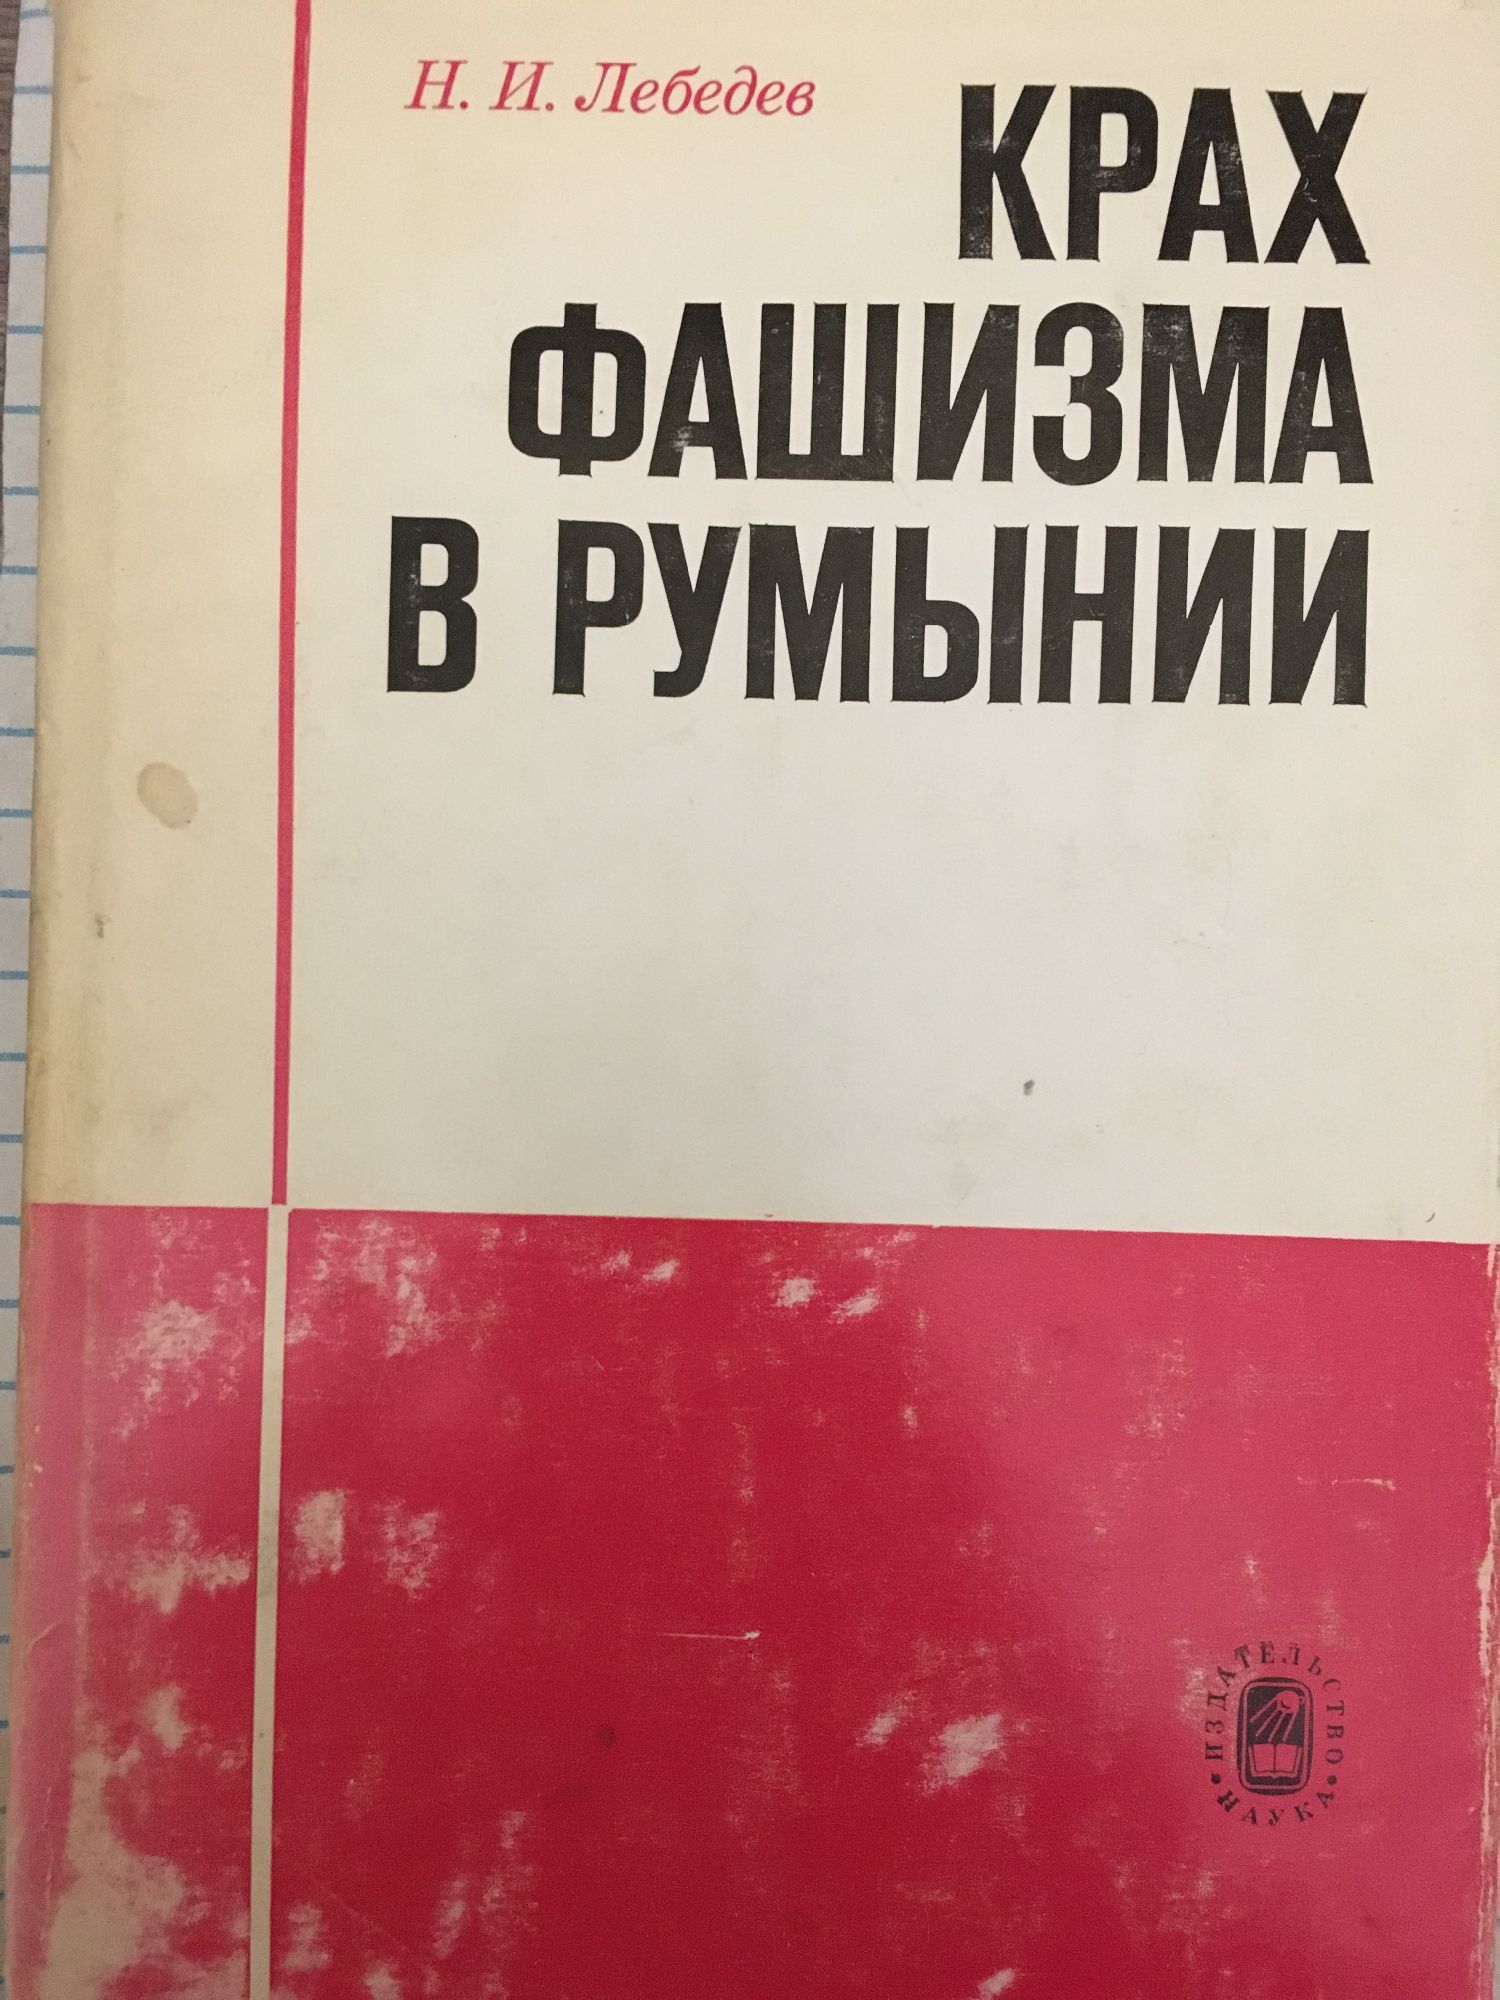 Н. И. Лебедев
КРАХ
ФАШИЗМА
В РУМЫНИИ
ИЗДАТЕЛЬСТВО
НАУКА